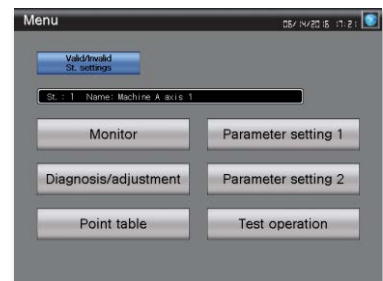 Menu
Valid/Invalid
St. settings
St. : 1 Name: Machine A axis 1
Monitor
Parameter setting 1
Diagnosis/adjustment
Parameter setting 2
Point table
Test operation